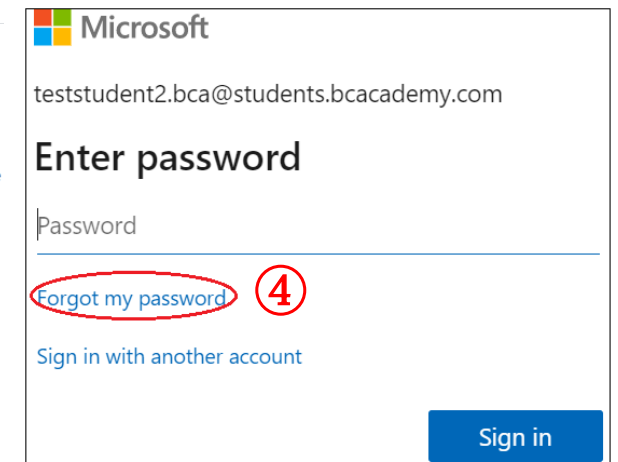 Microsoft
teststudent2.bca@students.bcacademy.com
Enter password
Password
Forgot my password ④
Sign in with another account
Sign in